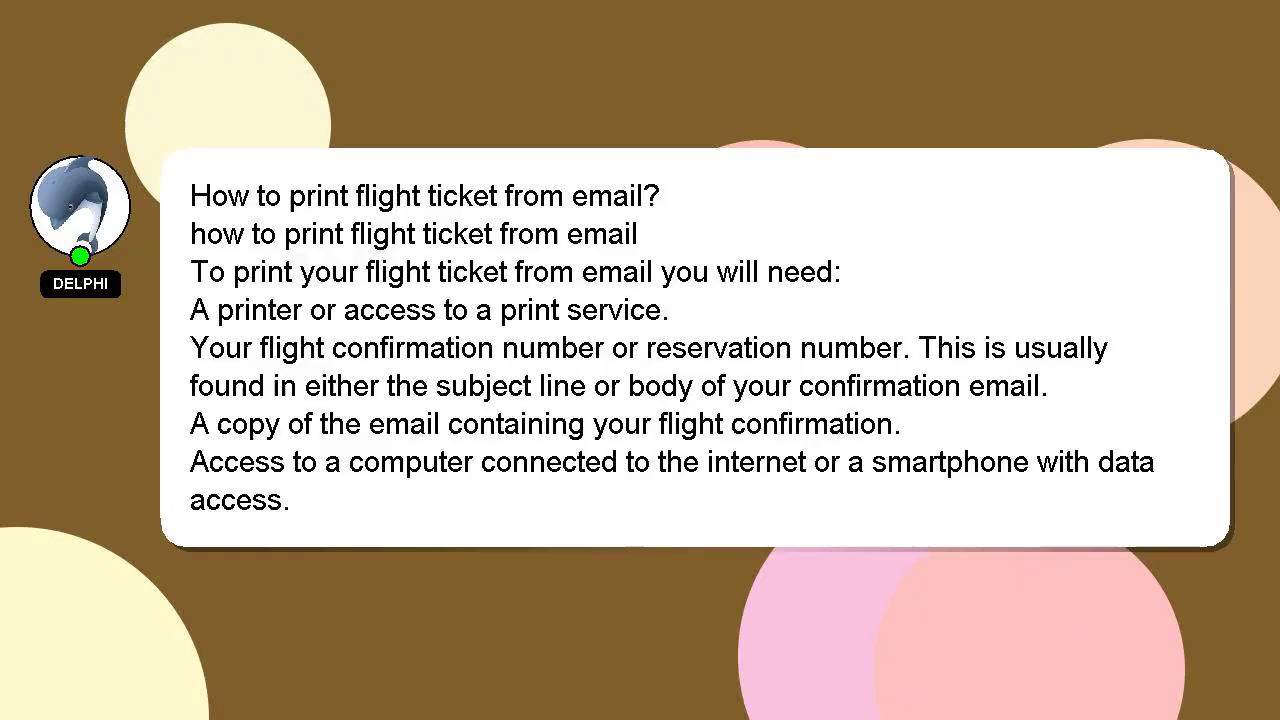 How to print flight ticket from email?
how to print flight ticket from email
To print your flight ticket from email you will need:
A printer or access to a print service.
Your flight confirmation number or reservation number. This is usually
found in either the subject line or body of your confirmation email.
A copy of the email containing your flight confirmation.
Access to a computer connected to the internet or a smartphone with data
access.
DELPHI